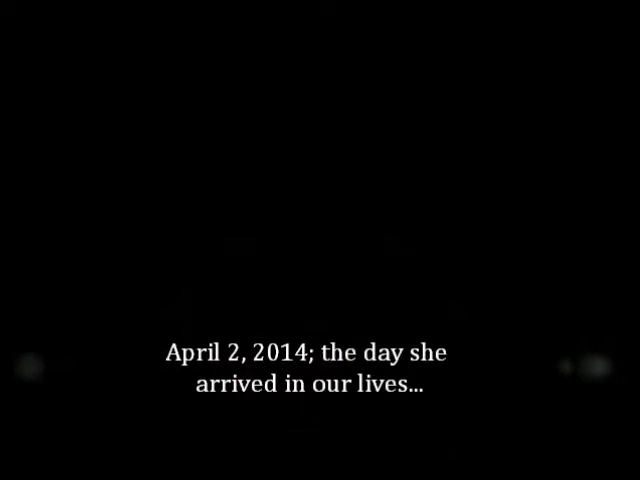 April 2, 2014; the day she
arrived in our lives...